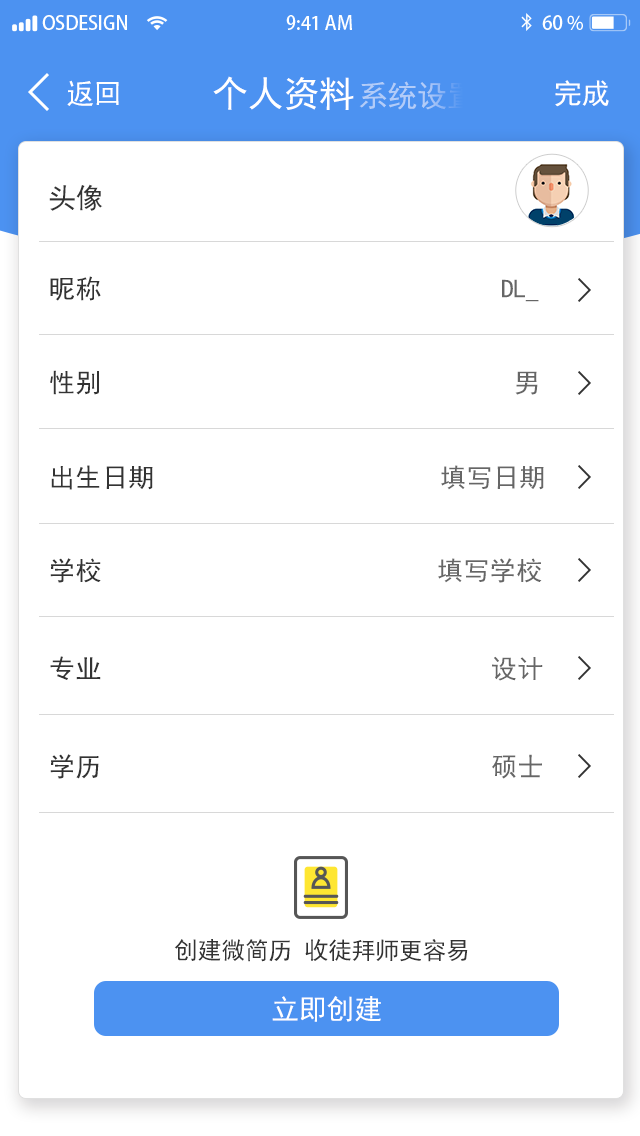 OSDESIGN 9:41 AM 60 %
返回 个人资料 系统设置 完成
头像
昵称 DL_
性别 男
出生日期 填写日期
学校 填写学校
专业 设计
学历 硕士
创建微简历 收徒拜师更容易
立即创建